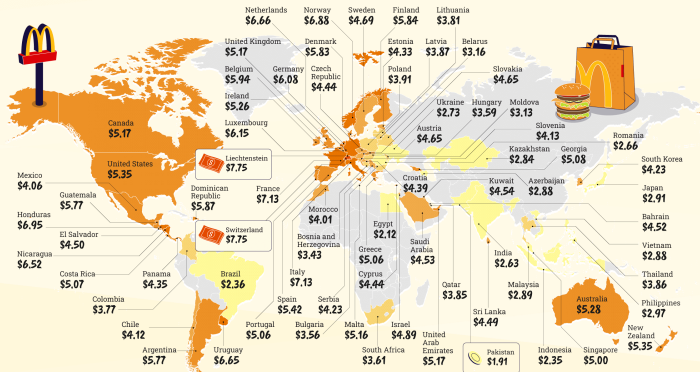 Netherlands
$6.66
Norway
$6.88
Sweden
$4.69
Finland
$5.84
Lithuania
$3.81
United Kingdom
$5.17
Denmark
$5.83
Estonia
$4.33
Latvia
$3.87
Belarus
$3.16
Belgium
$5.94
Germany
$6.08
Czech
Republic
$4.44
Poland
$3.91
Slovakia
$4.65
Ireland
$5.26
Luxembourg
$6.15
Ukraine
$2.73
Hungary
$3.59
Moldova
$3.13
Austria
$4.65
Slovenia
$4.13
Romania
$2.66
Canada
$5.17
United States
$5.35
Liechtenstein
$7.75
Kazakhstan
$2.84
Georgia
$5.08
South Korea
$4.23
Mexico
$4.06
Guatemala
$5.77
Dominican
Republic
$5.87
France
$7.13
Croatia
$4.39
Kuwait
$4.54
Azerbaijan
$2.88
Japan
$2.91
Honduras
$6.95
El Salvador
$4.50
Nicaragua
$6.52
Switzerland
$7.75
Morocco
$4.01
Bosnia and
Herzegovina
$3.43
Egypt
$2.12
Saudi
Arabia
$4.53
Bahrain
$4.52
Vietnam
$2.88
Costa Rica
$5.07
Panama
$4.35
Brazil
$2.36
Italy
$7.13
Greece
$5.06
Cyprus
$4.44
India
$2.63
Malaysia
$2.89
Thailand
$3.86
Philippines
$2.97
Colombia
$3.77
Spain
$5.42
Serbia
$4.23
Qatar
$3.85
Sri Lanka
$4.49
Australia
$5.28
Chile
$4.12
Portugal
$5.06
Bulgaria
$3.56
Malta
$5.16
Israel
$4.89
United
Arab
Emirates
$5.17
New
Zealand
$5.35
Argentina
$5.77
Uruguay
$6.65
South Africa
$3.61
Pakistan
$1.91
Indonesia
$2.35
Singapore
$5.00